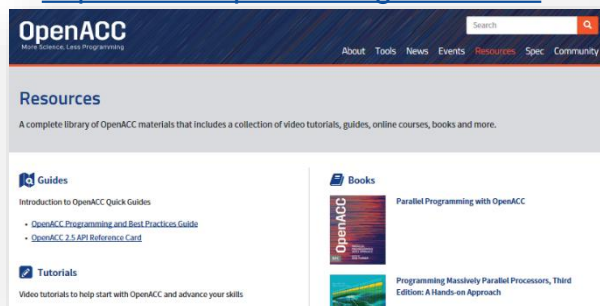 OpenACC
More Science, Less Programming
Search
About Tools News Events Resources Spec Community
Resources
A complete library of OpenACC materials that includes a collection of video tutorials, guides, online courses, books and more.
Guides
Introduction to OpenACC Quick Guides
• OpenACC Programming and Best Practices Guide
• OpenACC 2.5 API Reference Card
Tutorials
Video tutorials to help start with OpenACC and advance your skills
Books
OpenACC
Parallel Programming with OpenACC
Programming Massively Parallel Processors, Third
Edition: A Hands-on Approach